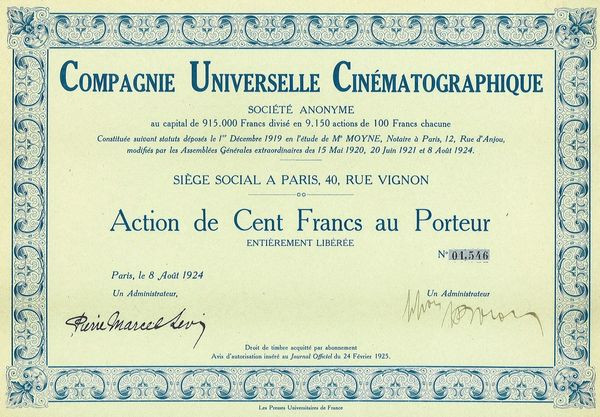 COMPAGNIE UNIVERSELLE CINÉMATOGRAPHIQUE
SOCIÉTÉ ANONYME
au capital de 915.000 Francs divisé en 9.150 actions de 100 Francs chacune
Constituée suivant statuts déposés le 1er Décembre 1919 en l'étude de Me MOYNE, Notaire à Paris, 12, Rue d'Anjou,
modifiés par les Assemblées Générales extraordinaires des 15 Mai 1920, 20 Juin 1921 et 8 Août 1924.
SIÈGE SOCIAL A PARIS, 40, RUE VIGNON
Action de Cent Francs au Porteur
ENTIÈREMENT LIBÉRÉE
No 01,546
Paris, le 8 Août 1924
Un Administrateur,
Un Administrateur
Pierre Marcel Levi
Droit de timbre acquitté par abonnement
Avis d'autorisation inséré au Journal Officiel du 24 Février 1925.
Les Presses Universitaires de France